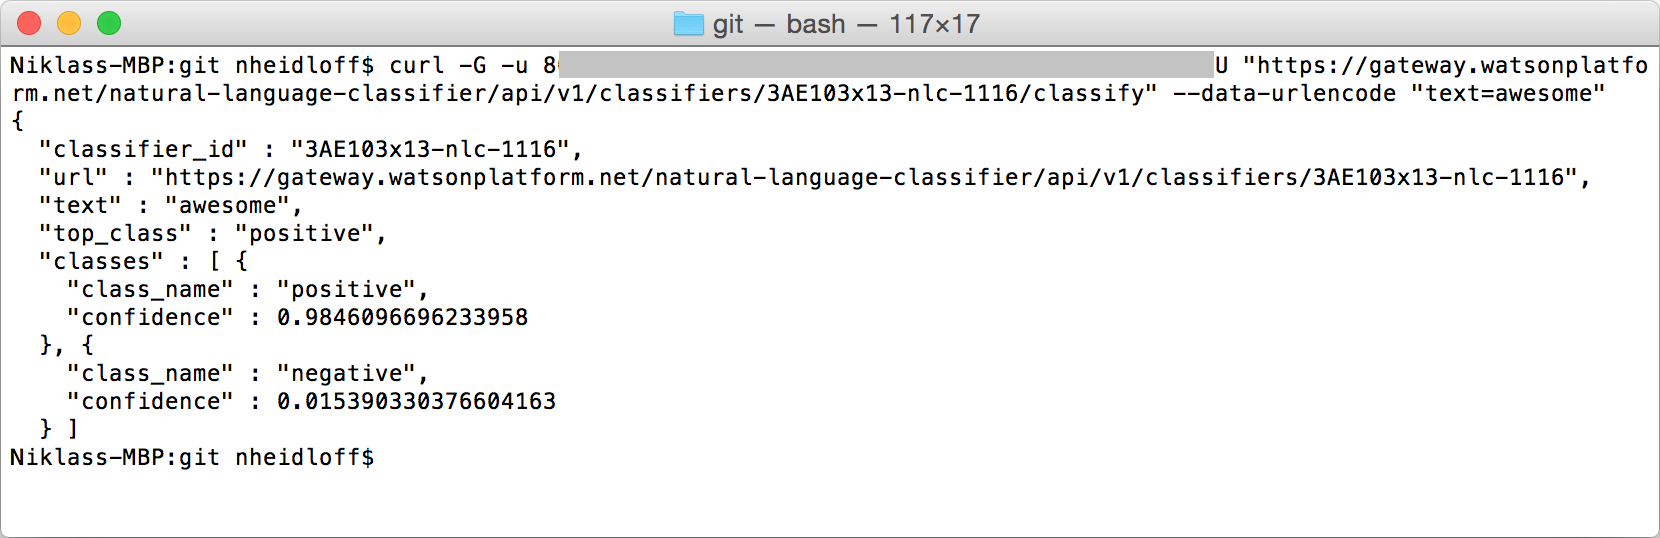 git — bash — 117×17
Niklass-MBP:git nheidloff$ curl -G -u 8 U "https://gateway.watsonplatfo
rm.net/natural-language-classifier/api/v1/classifiers/3AE103x13-nlc-1116/classify" --data-urlencode "text=awesome"
{
  "classifier_id" : "3AE103x13-nlc-1116",
  "url" : "https://gateway.watsonplatform.net/natural-language-classifier/api/v1/classifiers/3AE103x13-nlc-1116",
  "text" : "awesome",
  "top_class" : "positive",
  "classes" : [ {
    "class_name" : "positive",
    "confidence" : 0.9846096696233958
  }, {
    "class_name" : "negative",
    "confidence" : 0.015390330376604163
  } ]
Niklass-MBP:git nheidloff$